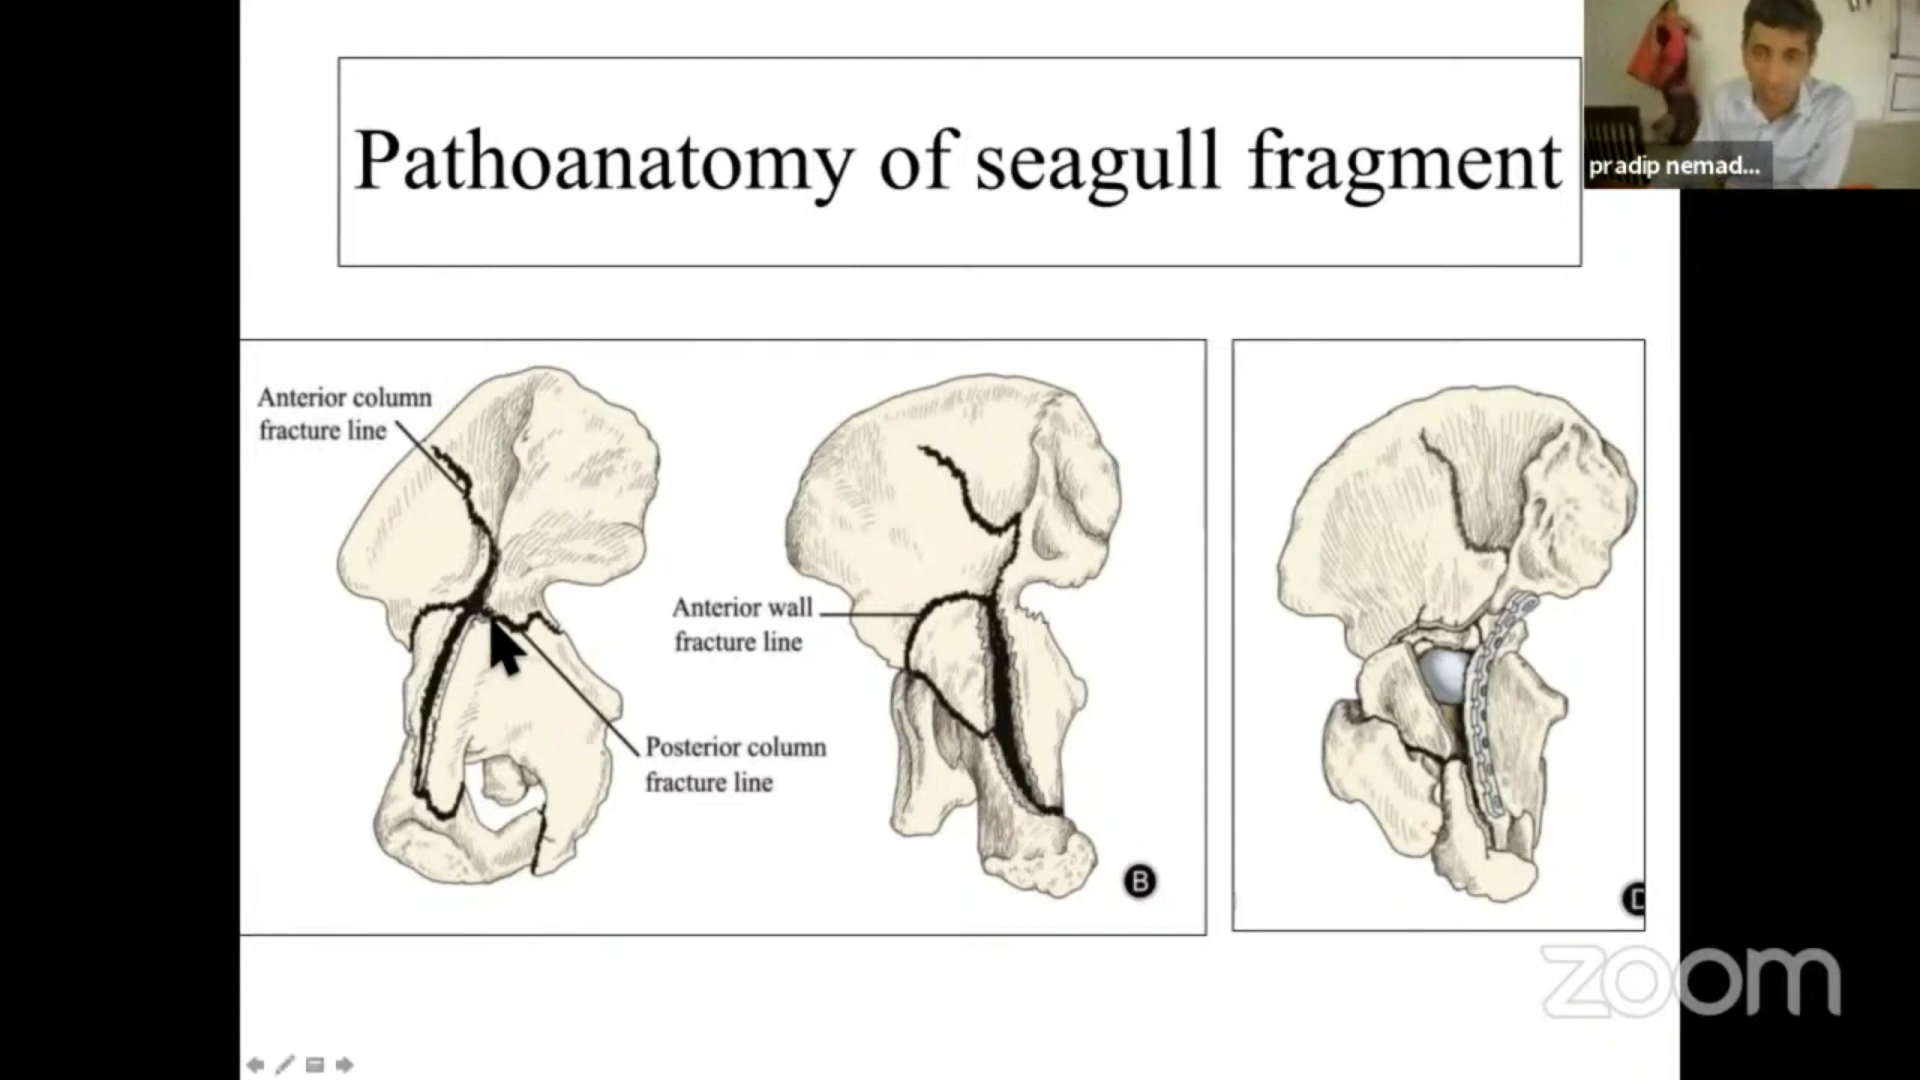 Pathoanatomy of seagull fragment
pradip nemad...
Anterior column
fracture line
Anterior wall
fracture line
Posterior column
fracture line
B
zoom